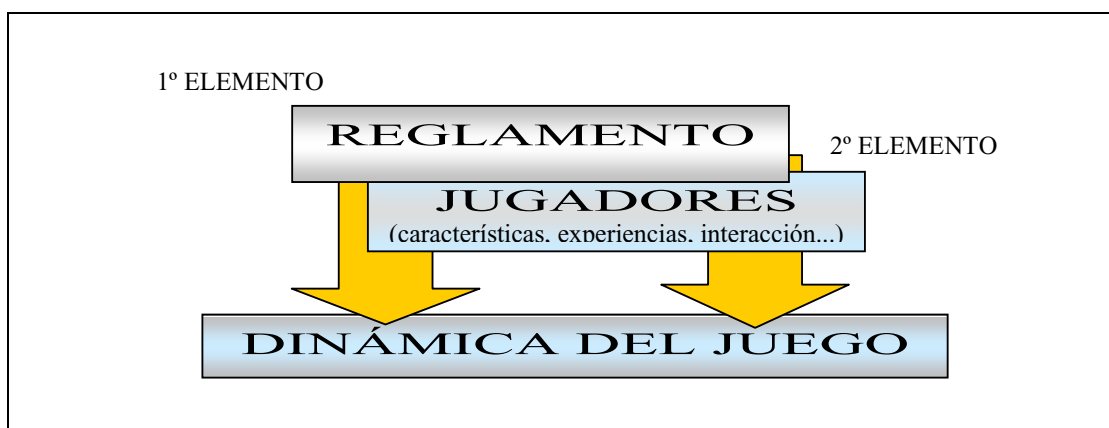 1º ELEMENTO
REGLAMENTO
2º ELEMENTO
JUGADORES
(características, experiencias, interacción...)
DINÁMICA DEL JUEGO